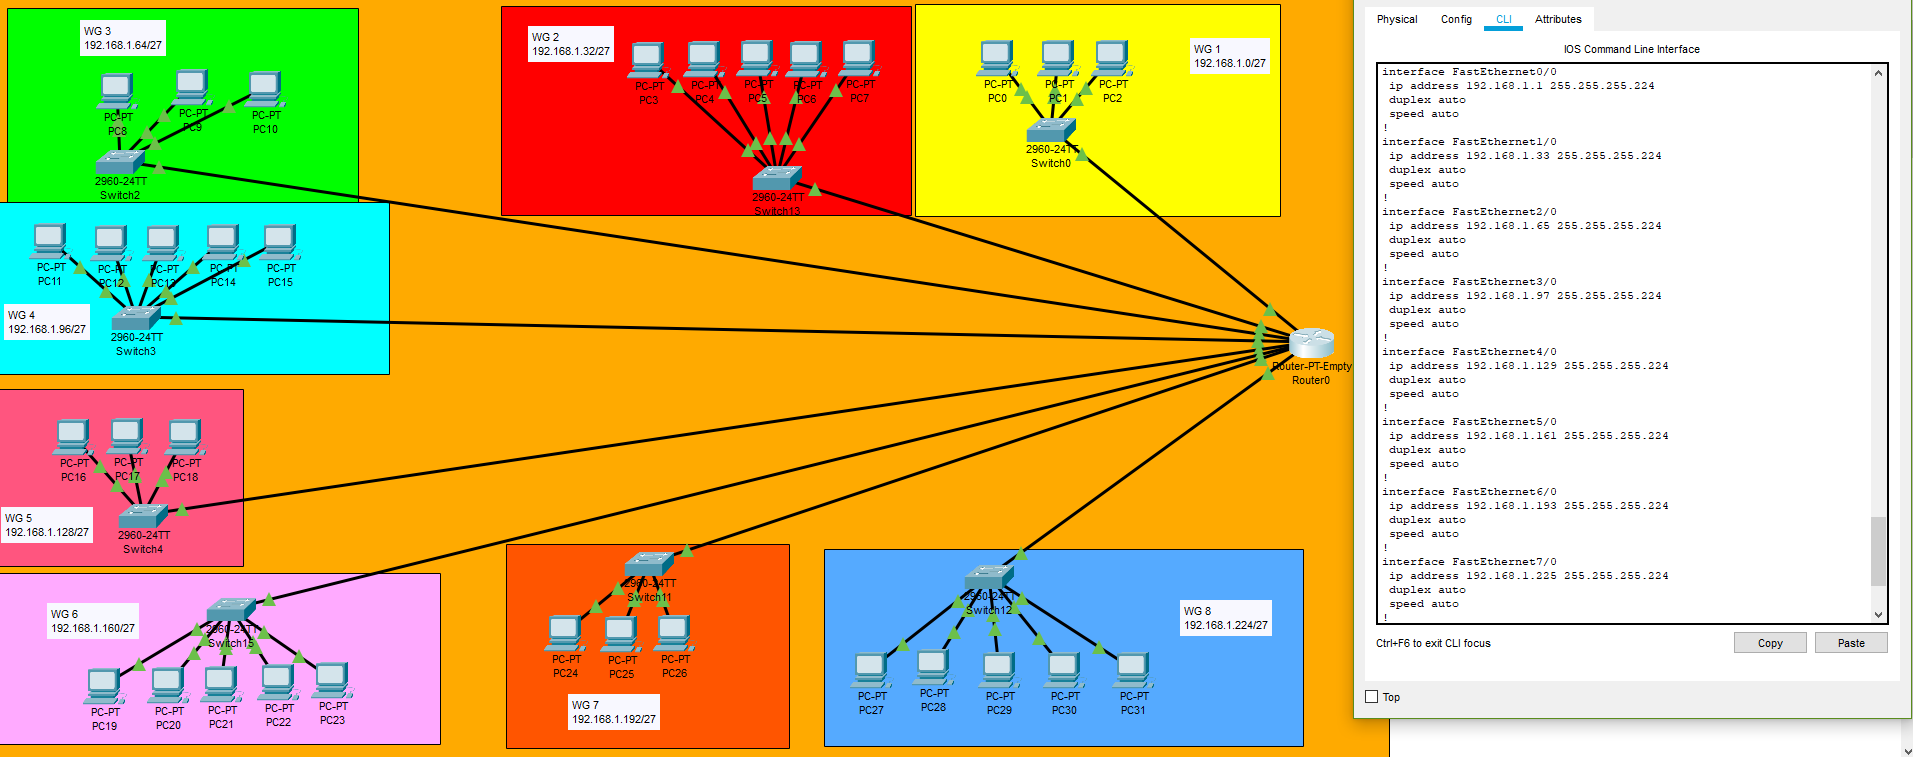 WG 3
192.168.1.64/27
PC-PT
PC8
PC-PT
PC9
PC-PT
PC10
2960-24TT
Switch2
WG 2
192.168.1.32/27
PC-PT
PC3
PC-PT
PC4
PC-PT
PC5
PC-PT
PC6
PC-PT
PC7
2960-24TT
Switch13
WG 1
192.168.1.0/27
PC-PT
PC0
PC-PT
PC1
PC-PT
PC2
2960-24TT
Switch0
PC-PT
PC11
PC-PT
PC12
PC-PT
PC13
PC-PT
PC14
PC-PT
PC15
WG 4
192.168.1.96/27
2960-24TT
Switch3
Router-PT-Empty
Router0
PC-PT
PC16
PC-PT
PC17
PC-PT
PC18
WG 5
192.168.1.128/27
2960-24TT
Switch4
WG 6
192.168.1.160/27
2960-24TT
Switch15
PC-PT
PC19
PC-PT
PC20
PC-PT
PC21
PC-PT
PC22
PC-PT
PC23
2960-24TT
Switch11
PC-PT
PC24
PC-PT
PC25
PC-PT
PC26
WG 7
192.168.1.192/27
2960-24TT
Switch12
WG 8
192.168.1.224/27
PC-PT
PC27
PC-PT
PC28
PC-PT
PC29
PC-PT
PC30
PC-PT
PC31
Physical Config CLI Attributes
IOS Command Line Interface
interface FastEthernet0/0
ip address 192.168.1.1 255.255.255.224
duplex auto
speed auto
!
interface FastEthernet1/0
ip address 192.168.1.33 255.255.255.224
duplex auto
speed auto
!
interface FastEthernet2/0
ip address 192.168.1.65 255.255.255.224
duplex auto
speed auto
!
interface FastEthernet3/0
ip address 192.168.1.97 255.255.255.224
duplex auto
speed auto
!
interface FastEthernet4/0
ip address 192.168.1.129 255.255.255.224
duplex auto
speed auto
!
interface FastEthernet5/0
ip address 192.168.1.161 255.255.255.224
duplex auto
speed auto
!
interface FastEthernet6/0
ip address 192.168.1.193 255.255.255.224
duplex auto
speed auto
!
interface FastEthernet7/0
ip address 192.168.1.225 255.255.255.224
duplex auto
speed auto
!
Ctrl+F6 to exit CLI focus
Copy
Paste
Top